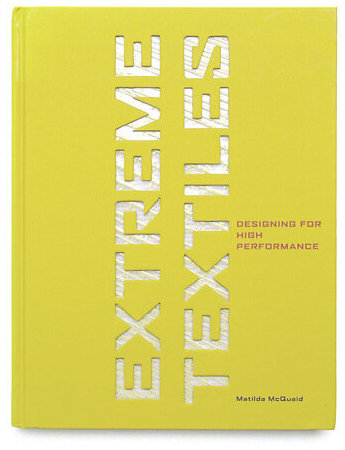 EXTREME
TEXTILES
DESIGNING FOR
HIGH
PERFORMANCE
Matilda McQuaid